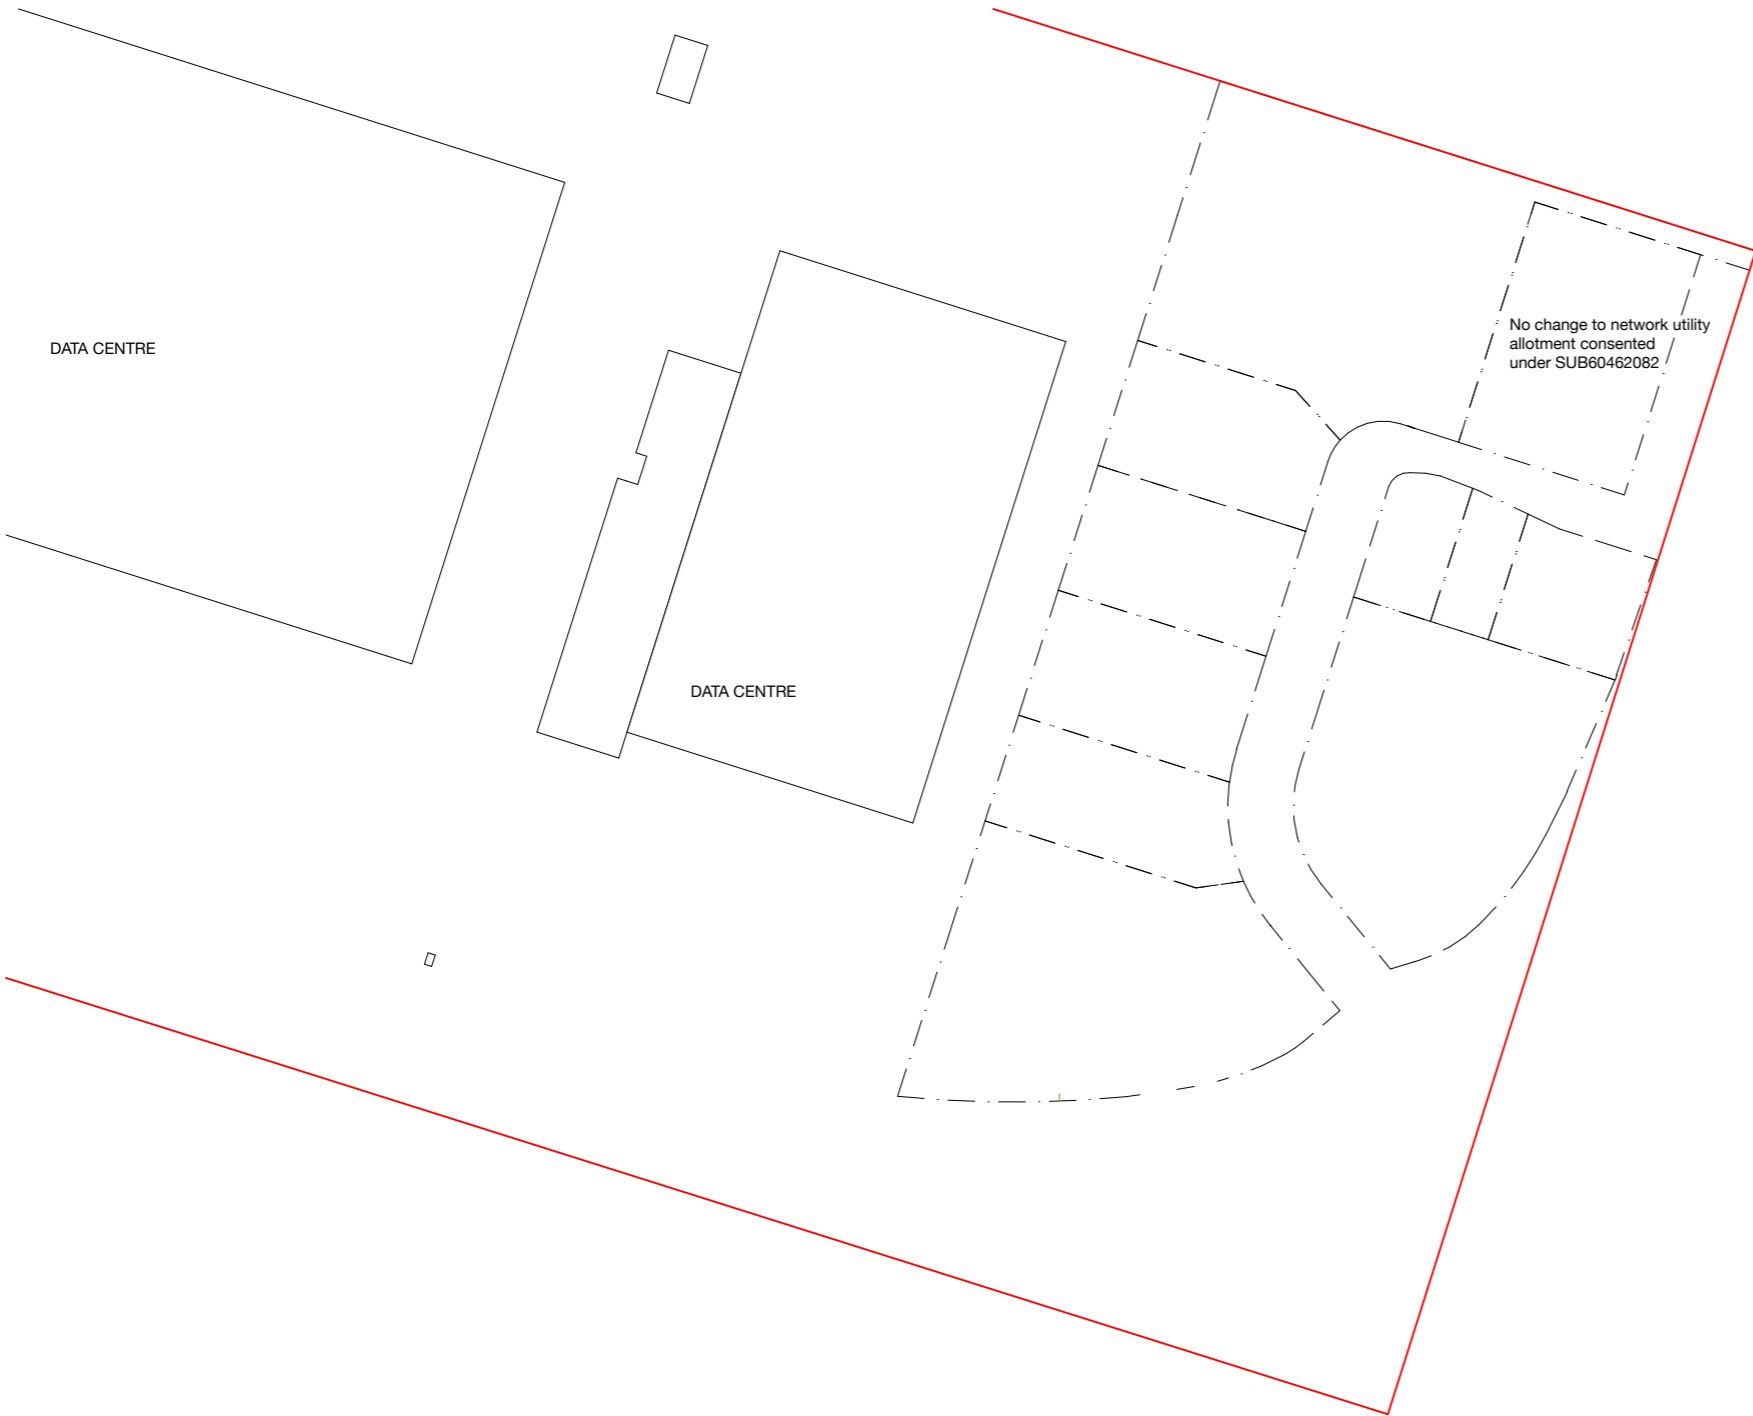 No change to network utility
allotment consented
under SUB60462082
DATA CENTRE
DATA CENTRE